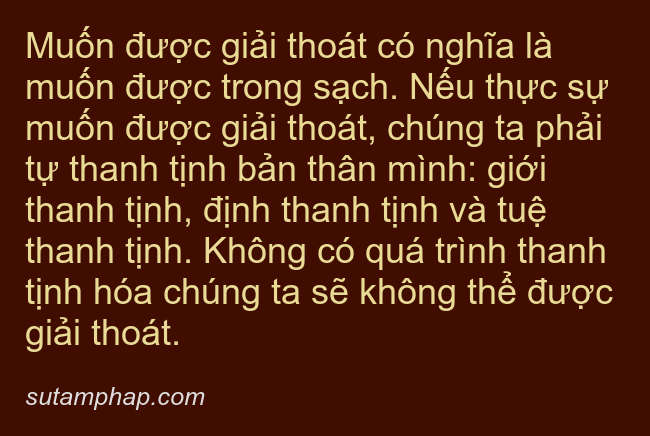 Muốn được giải thoát có nghĩa là
muốn được trong sạch. Nếu thực sự
muốn được giải thoát, chúng ta phải
tự thanh tịnh bản thân mình: giới
thanh tịnh, định thanh tịnh và tuệ
thanh tịnh. Không có quá trình thanh
tịnh hóa chúng ta sẽ không thể được
giải thoát.
sutamphap.com